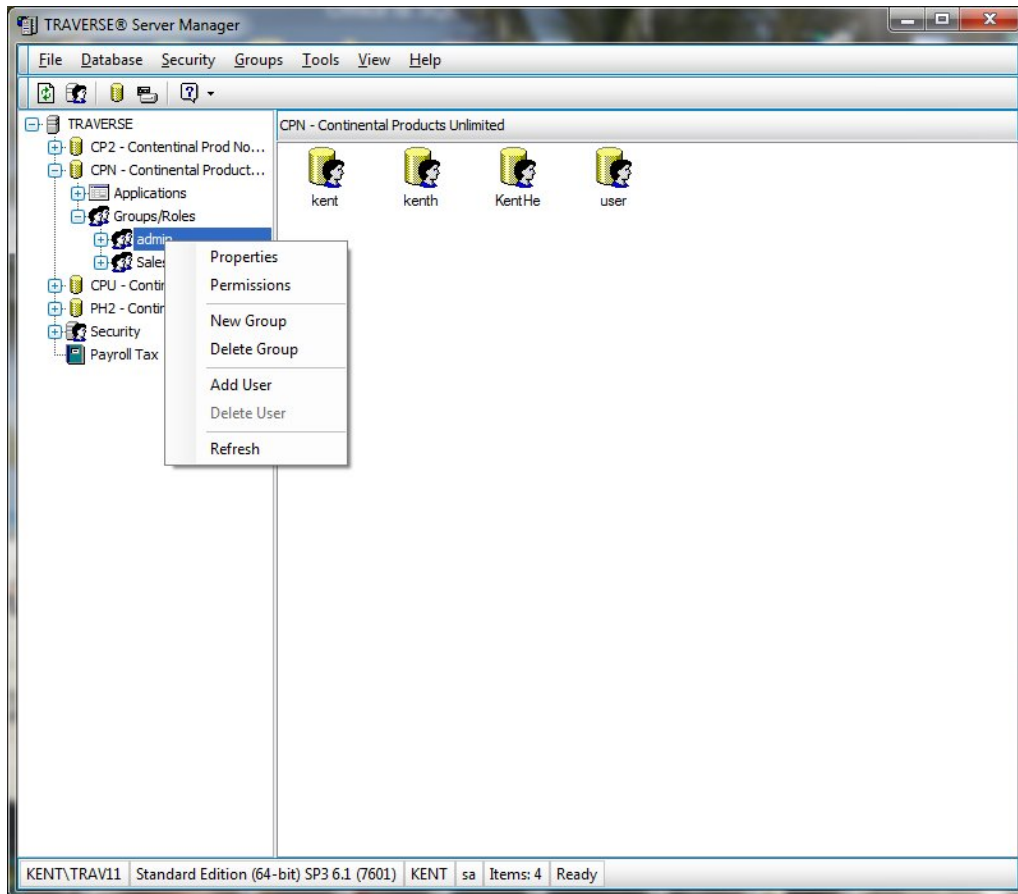 TRAVERSE® Server Manager
File Database Security Groups Tools View Help
TRAVERSE
CPN - Continental Products Unlimited
CP2 - Contentinal Prod No...
CPN - Continental Product...
Applications
Groups/Roles
admin
Sales
CPU - Contin
PH2 - Contin
Security
Payroll Tax
kent kenth KentHe user
Properties
Permissions
New Group
Delete Group
Add User
Delete User
Refresh
KENT\TRAV11 Standard Edition (64-bit) SP3 6.1 (7601) KENT sa Items: 4 Ready